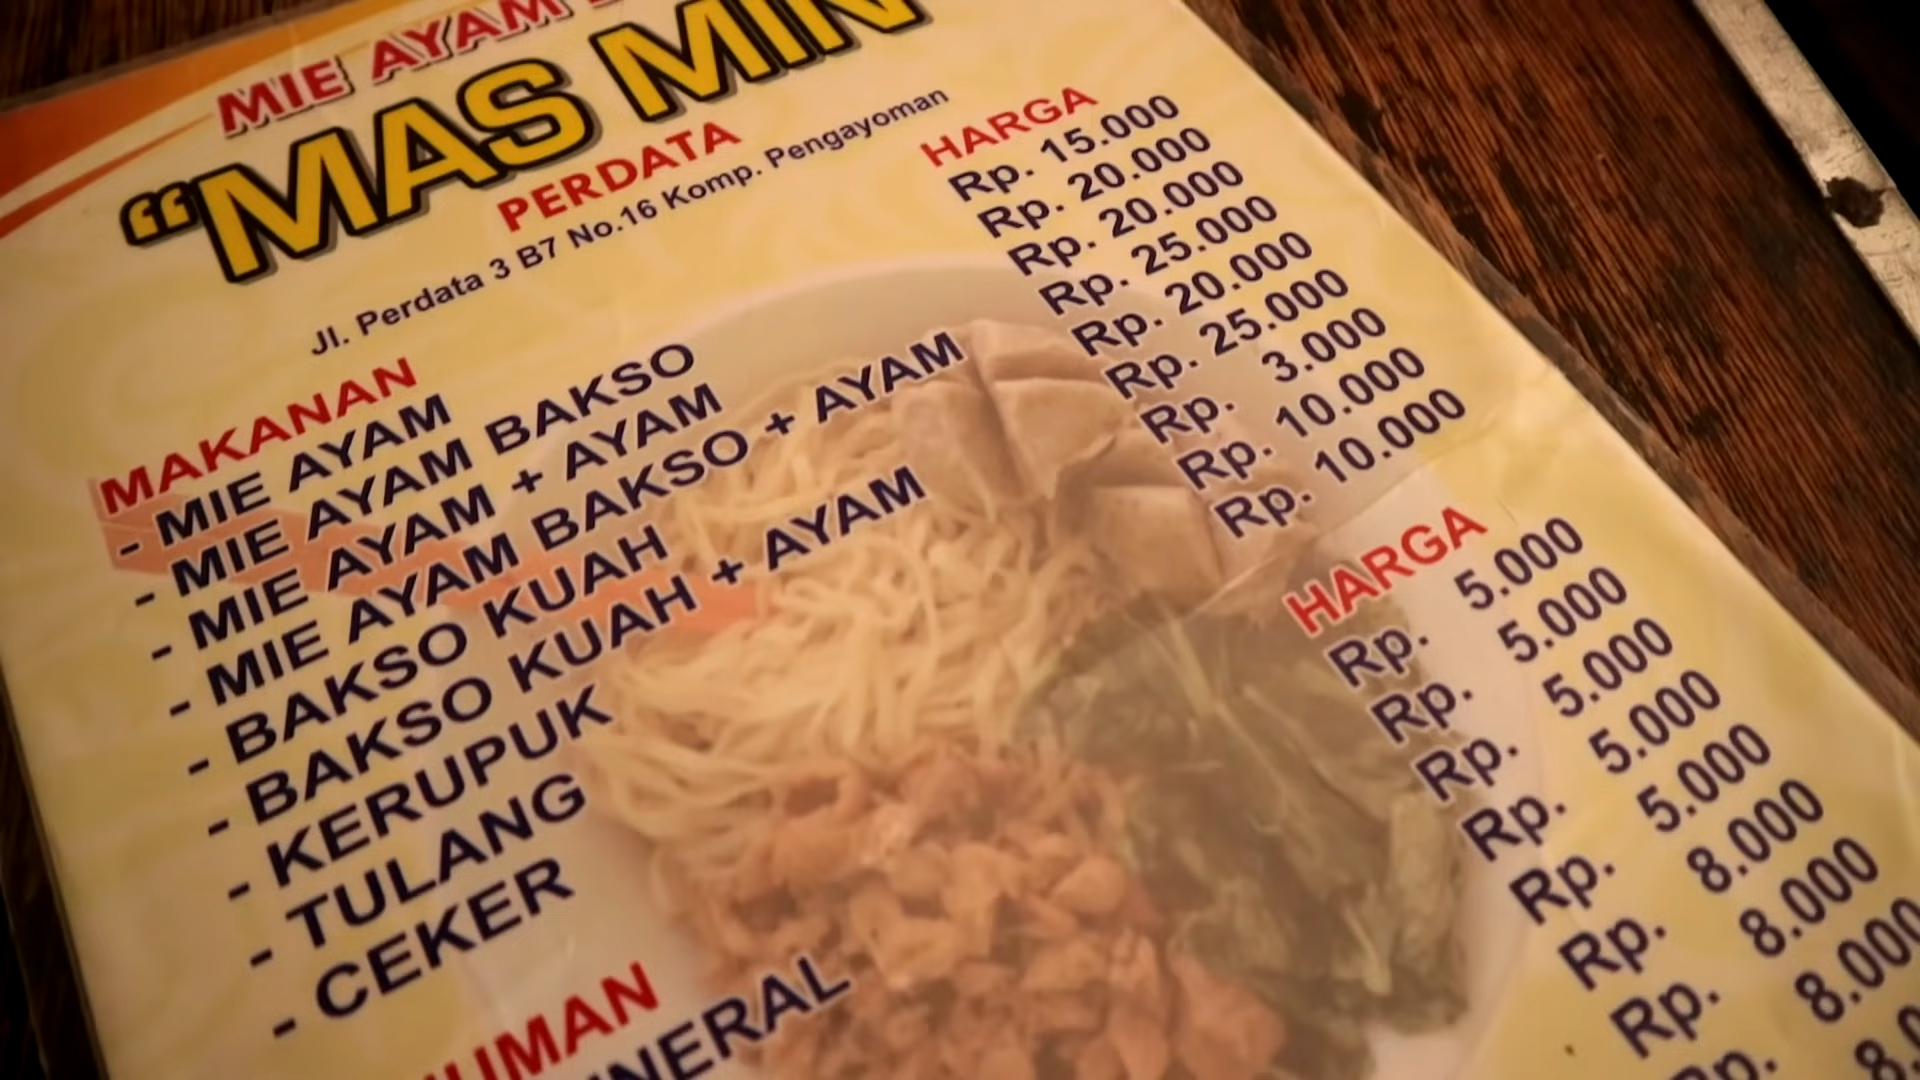 MIE AYAM
"MAS MIN
PERDATA
Jl. Perdata 3 B7 No.16 Komp. Pengayoman
MAKANAN HARGA
- MIE AYAM Rp. 15.000
- MIE AYAM BAKSO Rp. 20.000
- MIE AYAM + AYAM Rp. 20.000
- MIE AYAM BAKSO + AYAM Rp. 25.000
- BAKSO KUAH Rp. 20.000
- BAKSO KUAH + AYAM Rp. 25.000
- KERUPUK Rp. 3.000
- TULANG Rp. 10.000
- CEKER Rp. 10.000
HARGA
Rp. 5.000
Rp. 5.000
Rp. 5.000
Rp. 5.000
Rp. 5.000
Rp. 8.000
Rp. 8.000
Rp. 8.000